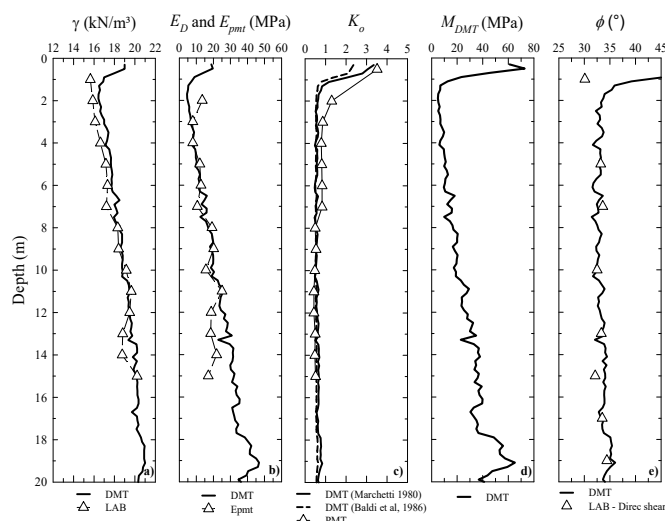 γ (kN/m³) E_D and E_pmt (MPa) K_o M_DMT (MPa) ϕ (°)
12 14 16 18 20 22 0 10 20 30 40 50 60 0 1 2 3 4 5 0 20 40 60 80 25 30 35 40 45
0
2
4
6
8
10
12
14
16
18
20
Depth (m)
a) b) c) d) e)
DMT DMT DMT (Marchetti 1980) DMT DMT
LAB Epmt DMT (Baldi et al, 1986) LAB - Direc shear
PMT